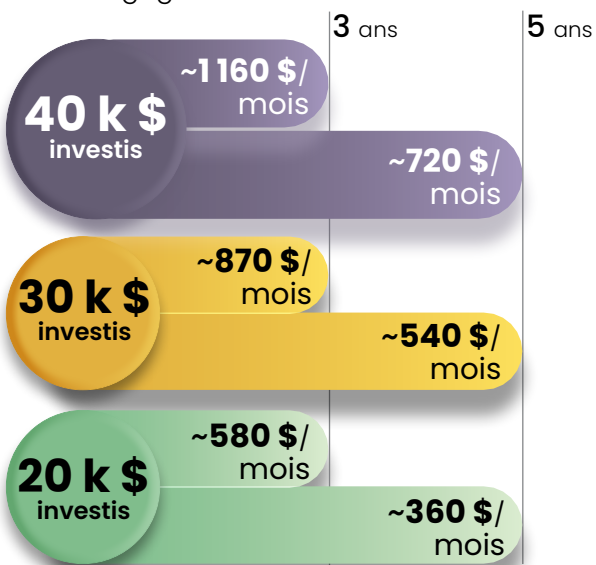 3 ans
5 ans
~1 160 $/
mois
40 k $
investis
~720 $/
mois
~870 $/
mois
30 k $
investis
~540 $/
mois
~580 $/
mois
20 k $
investis
~360 $/
mois